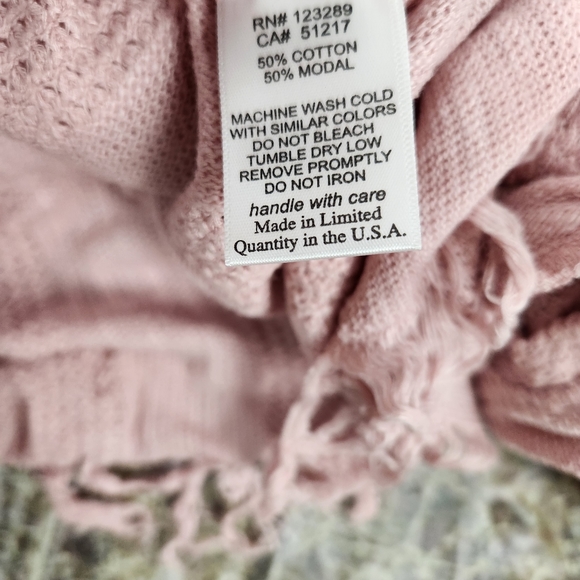 RN# 123289
CA# 51217
50% COTTON
50% MODAL
MACHINE WASH COLD
WITH SIMILAR COLORS
DO NOT BLEACH
TUMBLE DRY LOW
REMOVE PROMPTLY
DO NOT IRON
handle with care
Made in Limited
Quantity in the U.S.A.